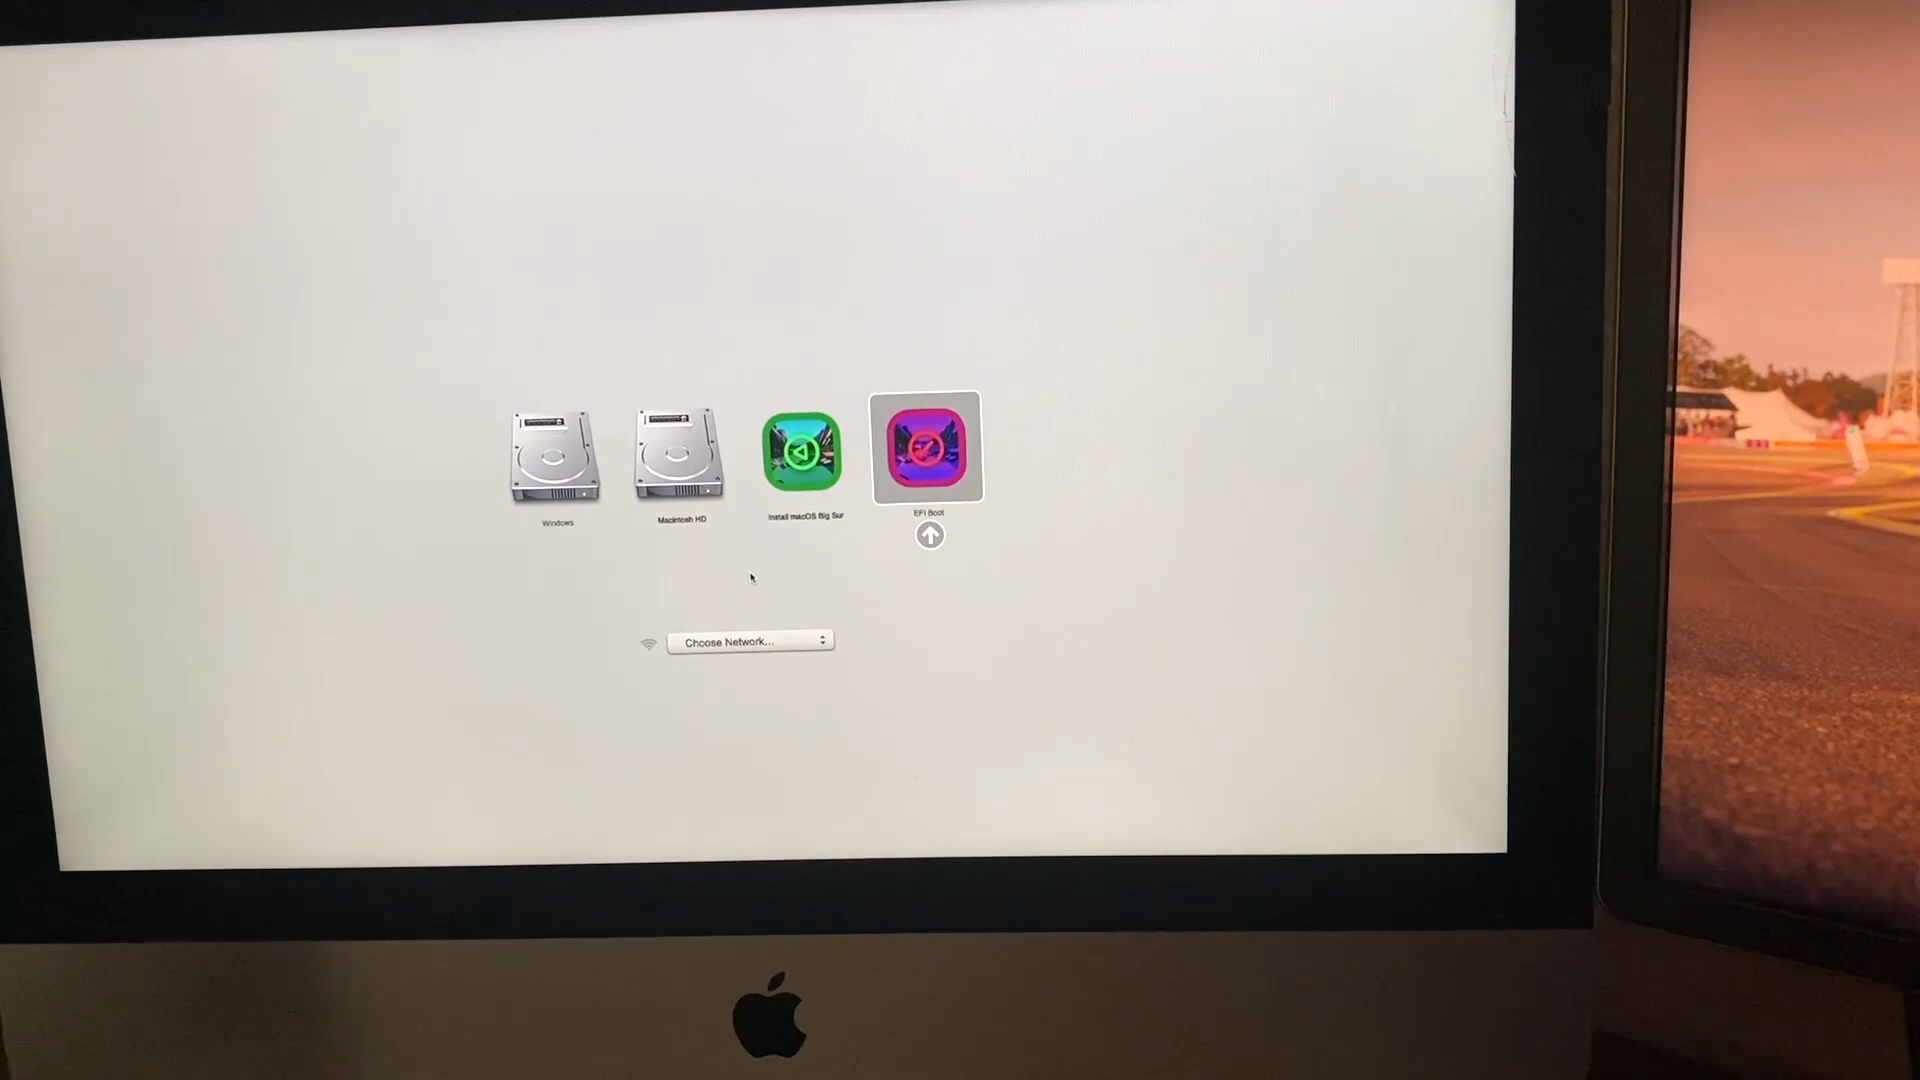 Windows
Macintosh HD
Install macOS Big Sur
EFI Boot
Choose Network...